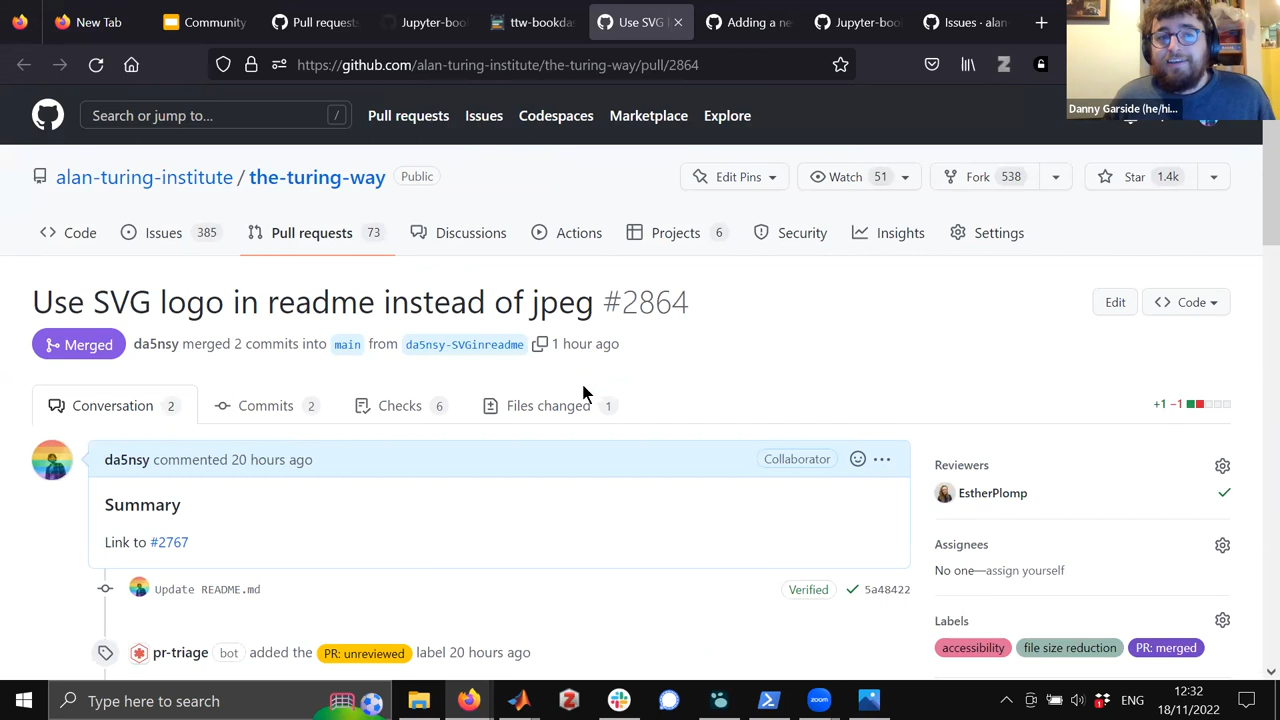 New Tab
Community
Pull requests
Jupyter-boo
ttw-bookda
Use SVG l
Adding a ne
Jupyter-boo
Issues · alan
https://github.com/alan-turing-institute/the-turing-way/pull/2864
Danny Garside (he/hi...
Search or jump to...
/
Pull requests
Issues
Codespaces
Marketplace
Explore
alan-turing-institute / the-turing-way
Public
Edit Pins
Watch 51
Fork 538
Star 1.4k
Code
Issues 385
Pull requests 73
Discussions
Actions
Projects 6
Security
Insights
Settings
Use SVG logo in readme instead of jpeg #2864
Edit
Code
Merged
da5nsy merged 2 commits into main from da5nsy-SVGinreadme 1 hour ago
Conversation 2
Commits 2
Checks 6
Files changed 1
+1 −1
da5nsy commented 20 hours ago
Collaborator
Summary
Link to #2767
Update README.md
Verified
5a48422
pr-triage bot added the PR: unreviewed label 20 hours ago
Reviewers
EstherPlomp
Assignees
No one—assign yourself
Labels
accessibility
file size reduction
PR: merged
Type here to search
zoom
ENG
12:32
18/11/2022